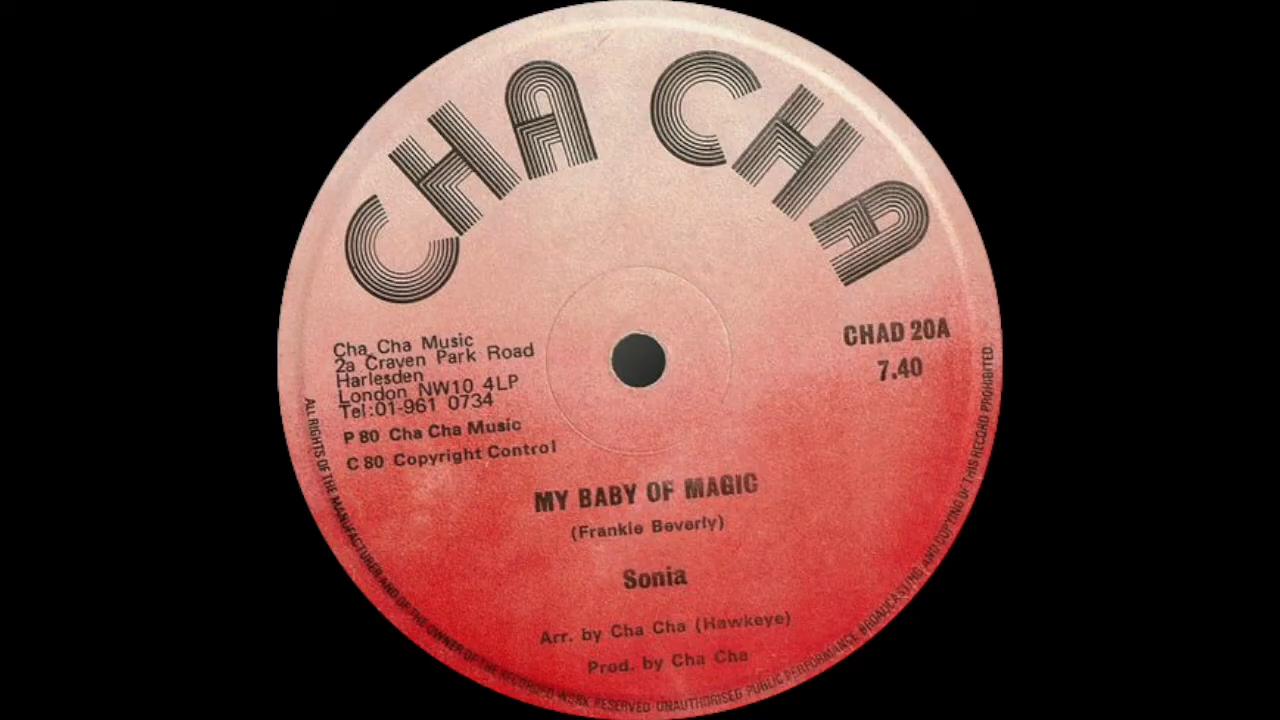 CHA CHA
CHAD 20A
7.40
Cha Cha Music
2a Craven Park Road
Harlesden
London NW10 4LP
Tel:01-961 0734
P 80 Cha Cha Music
C 80 Copyright Control
MY BABY OF MAGIC
(Frankie Beverly)
Sonia
Arr. by Cha Cha (Hawkeye)
Prod. by Cha Cha
ALL RIGHTS OF THE MANUFACTURER AND OF THE OWNER OF THE RECORDED WORK RESERVED UNAUTHORISED PUBLIC PERFORMANCE BROADCASTING AND COPYING OF THIS RECORD PROHIBITED.